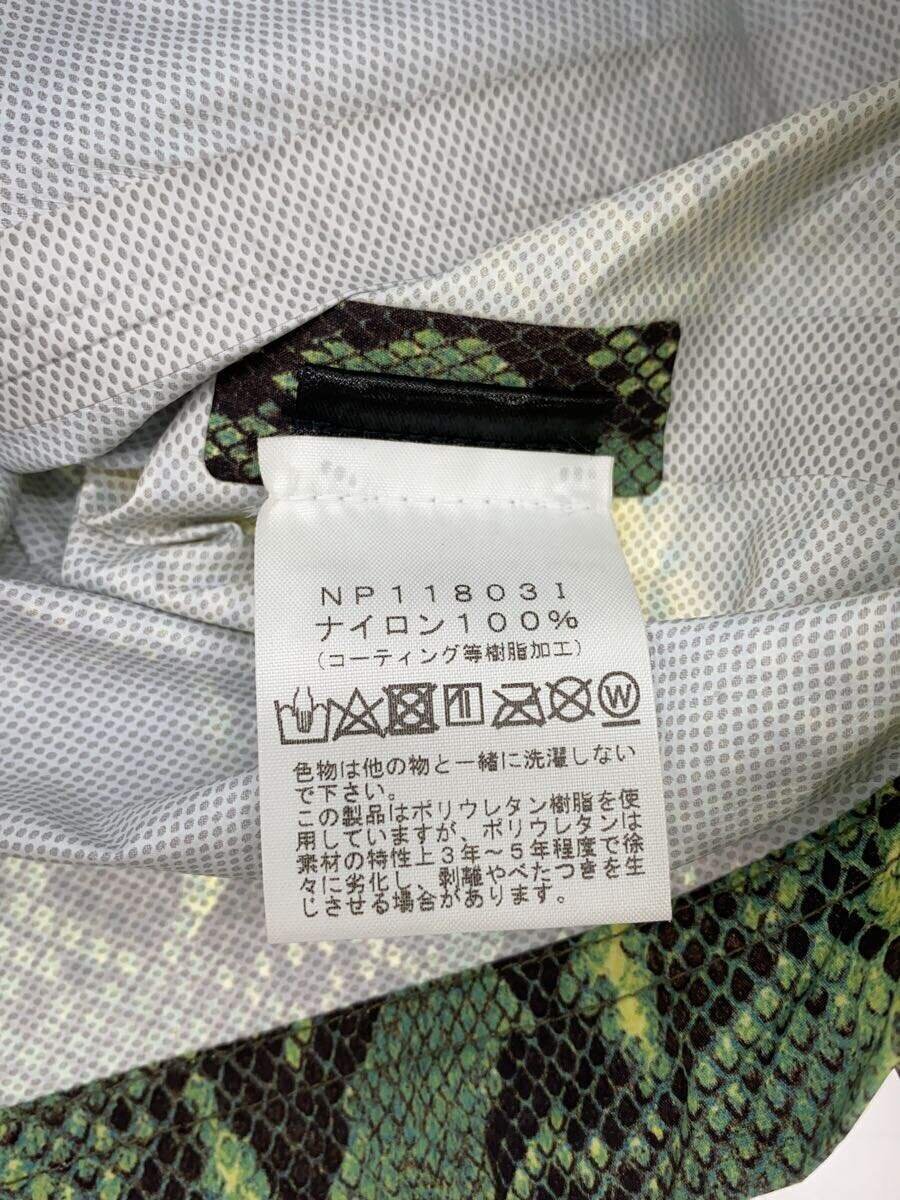 NP11803I
ナイロン100%
(コーティング等樹脂加工)
W
色物は他の物と一緒に洗濯しない
で下さい。
この製品はポリウレタン樹脂を使
用していますが、ポリウレタンは
素材の特性上3年～5年程度で徐
々に劣化し、剥離やべたつきを生
じさせる場合があります。